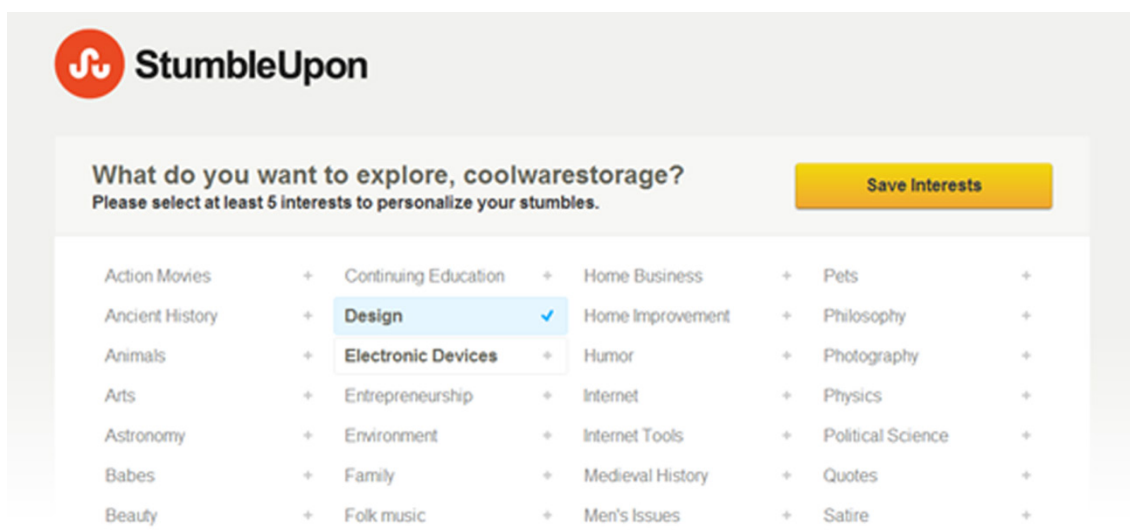 StumbleUpon
What do you want to explore, coolwarestorage?
Save Interests
Please select at least 5 interests to personalize your stumbles.
Action Movies + Continuing Education + Home Business + Pets +
Ancient History + Design ✓ Home Improvement + Philosophy +
Animals + Electronic Devices + Humor + Photography +
Arts + Entrepreneurship + Internet + Physics +
Astronomy + Environment + Internet Tools + Political Science +
Babes + Family + Medieval History + Quotes +
Beauty + Folk music + Men's Issues + Satire +